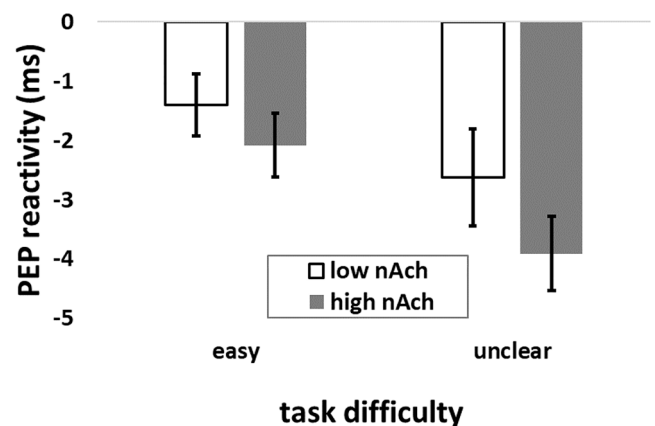 PEP reactivity (ms)
0
-1
-2
-3
-4
-5
low nAch
high nAch
easy
unclear
task difficulty